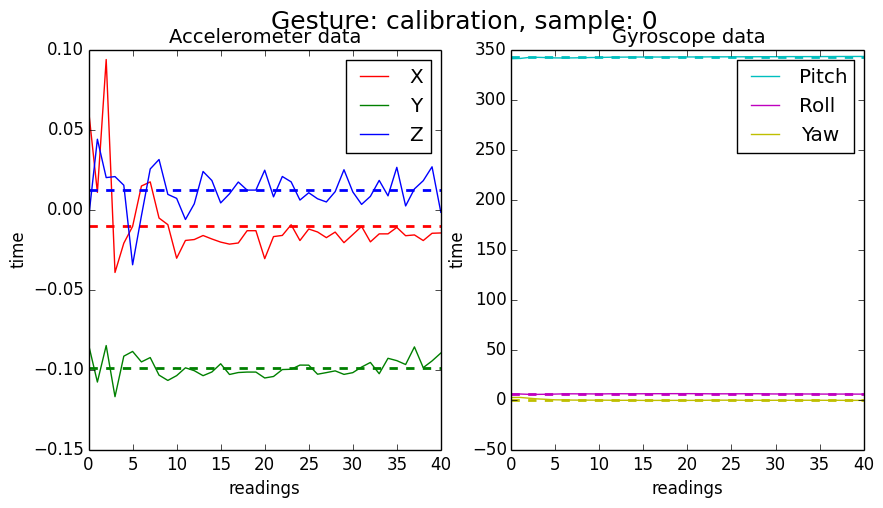 Gesture: calibration, sample: 0
Accelerometer data
0.10
0.05
0.00
−0.05
−0.10
−0.15
time
X
Y
Z
0 5 10 15 20 25 30 35 40
readings
Gyroscope data
350
300
250
200
150
100
50
0
−50
time
Pitch
Roll
Yaw
0 5 10 15 20 25 30 35 40
readings